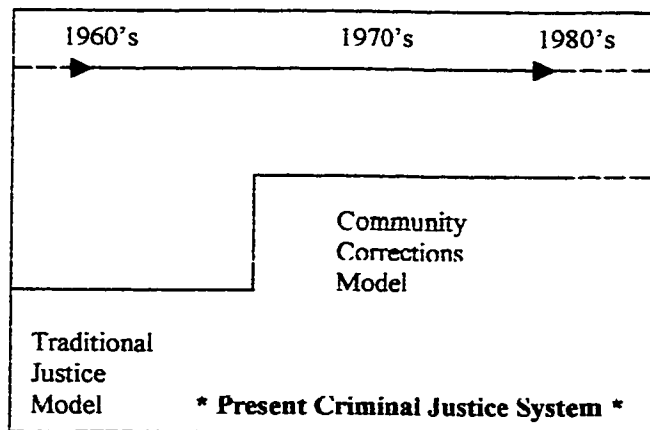 1960's 1970's 1980's
Community
Corrections
Model
Traditional
Justice
Model * Present Criminal Justice System *